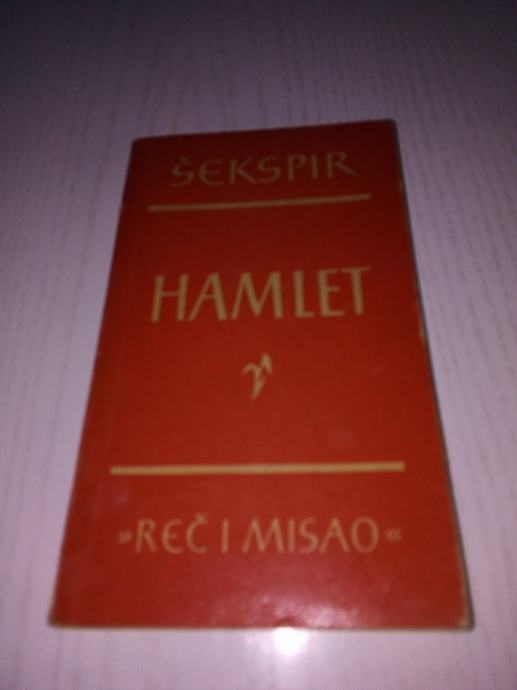 ŠEKSPIR
HAMLET
»REČ I MISAO«